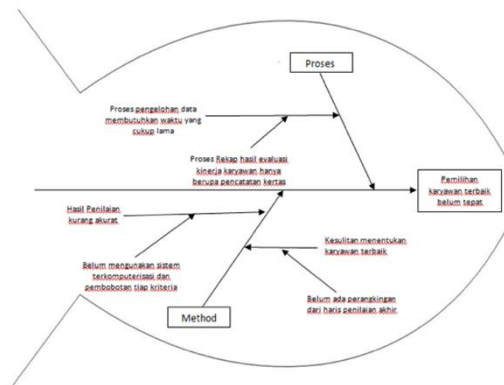 Proses
Proses pengelohan data
membutuhkan waktu yang
cukup lama
Proses Rekap hasil evaluasi
kinerja karyawan hanya
berupa pencatatan kertas
Pemilihan
karyawan terbaik
belum tepat
Hasil Penilaian
kurang akurat
Kesulitan menentukan
karyawan terbaik
Belum mengunakan sistem
terkomputerisasi dan
pembobotan tiap kriteria
Belum ada perangkingan
dari haris penilaian akhir
Method